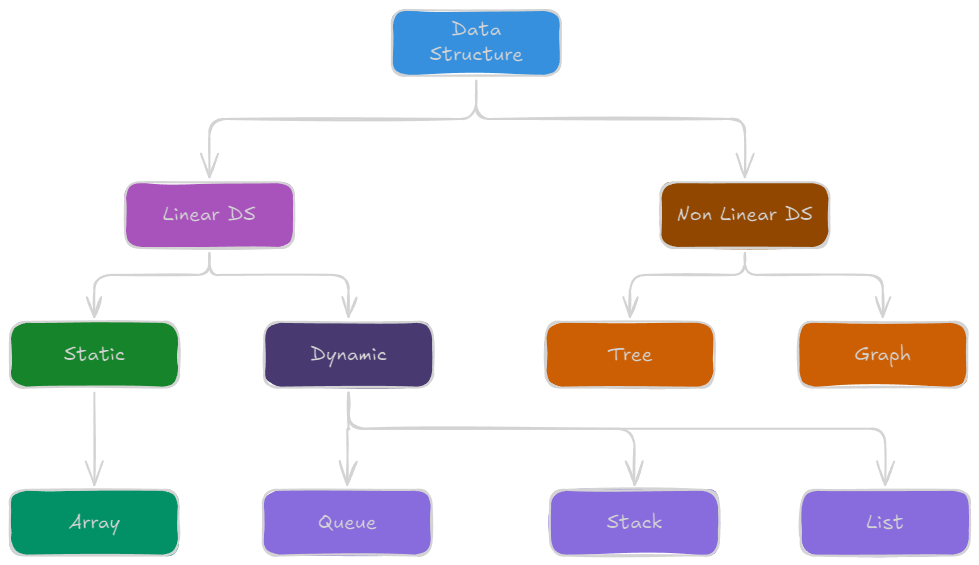 Data
Structure
Linear DS
Non Linear DS
Static
Dynamic
Tree
Graph
Array
Queue
Stack
List